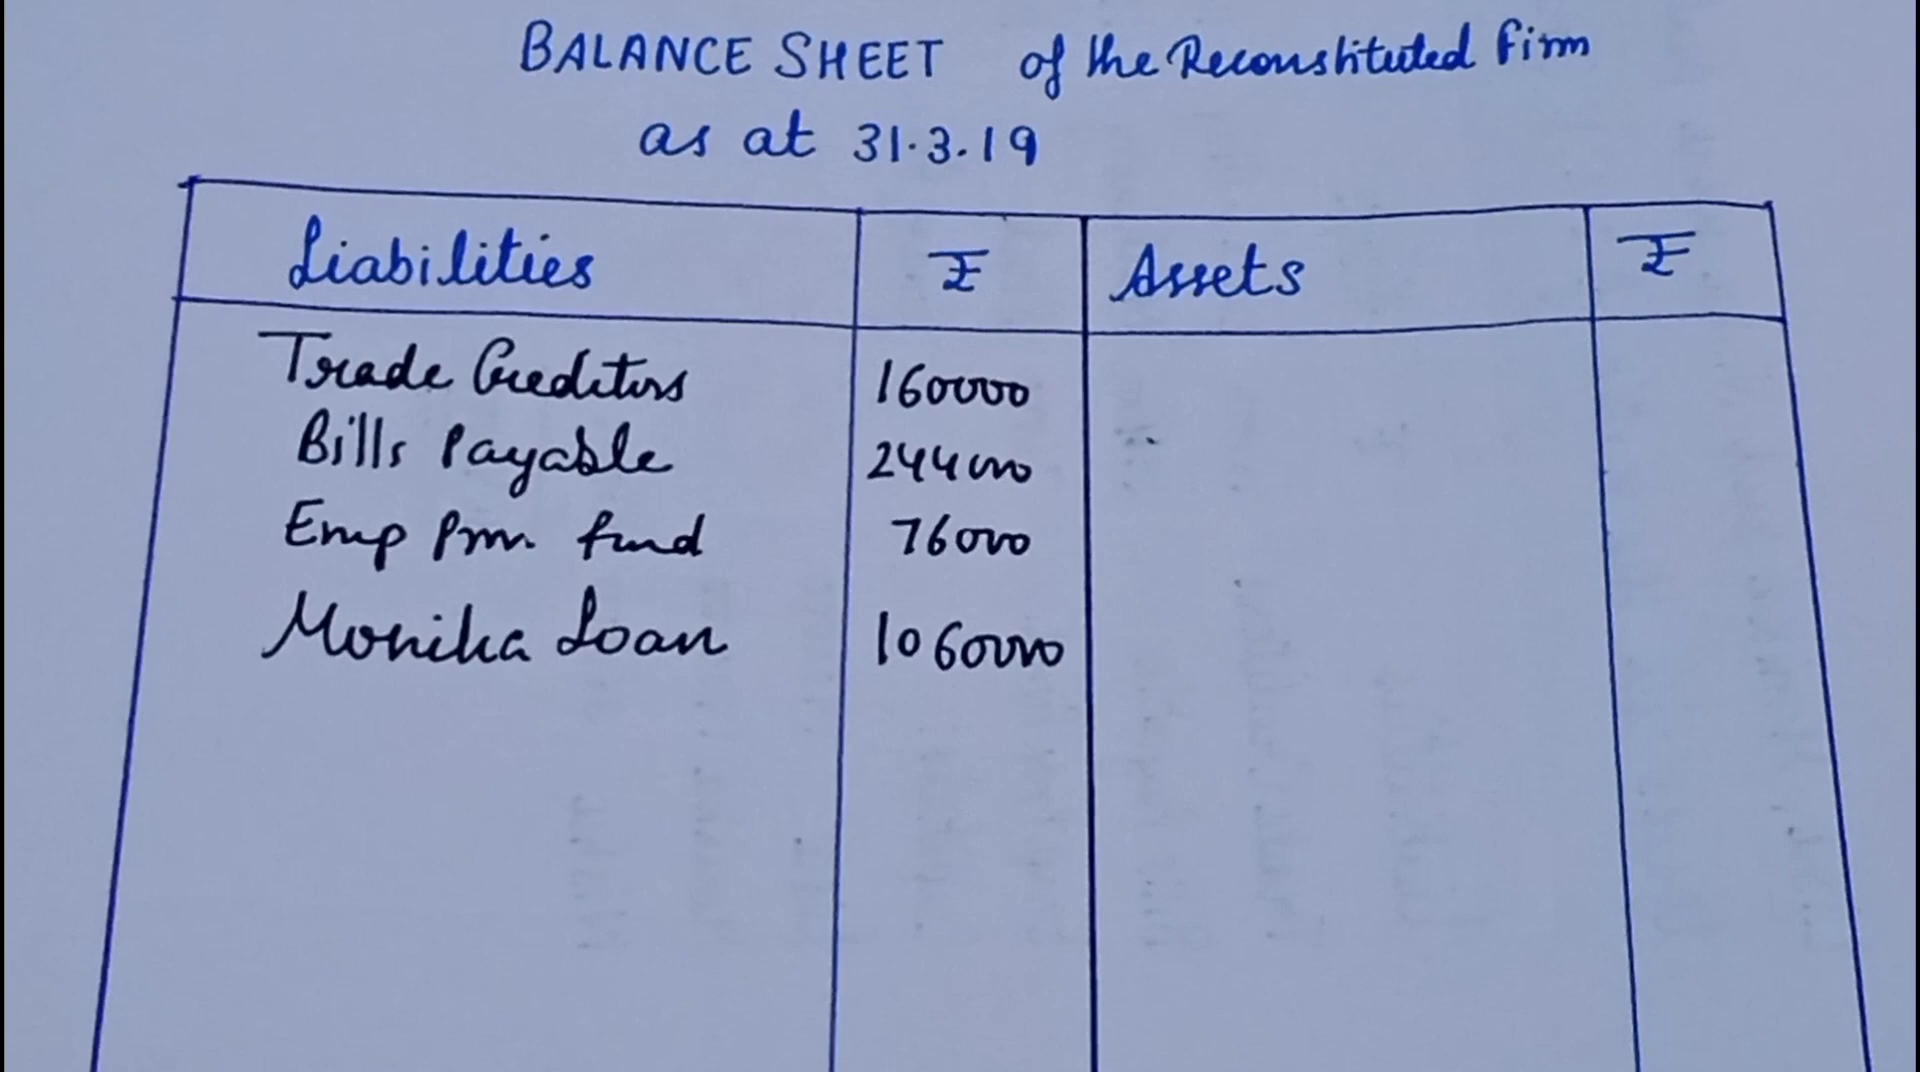 BALANCE SHEET of the Reconstituted firm
as at 31.3.19
Liabilities ₹ Assets ₹
Trade Creditors 160000
Bills Payable 244000
Emp Prov. fund 76000
Monika Loan 1060000